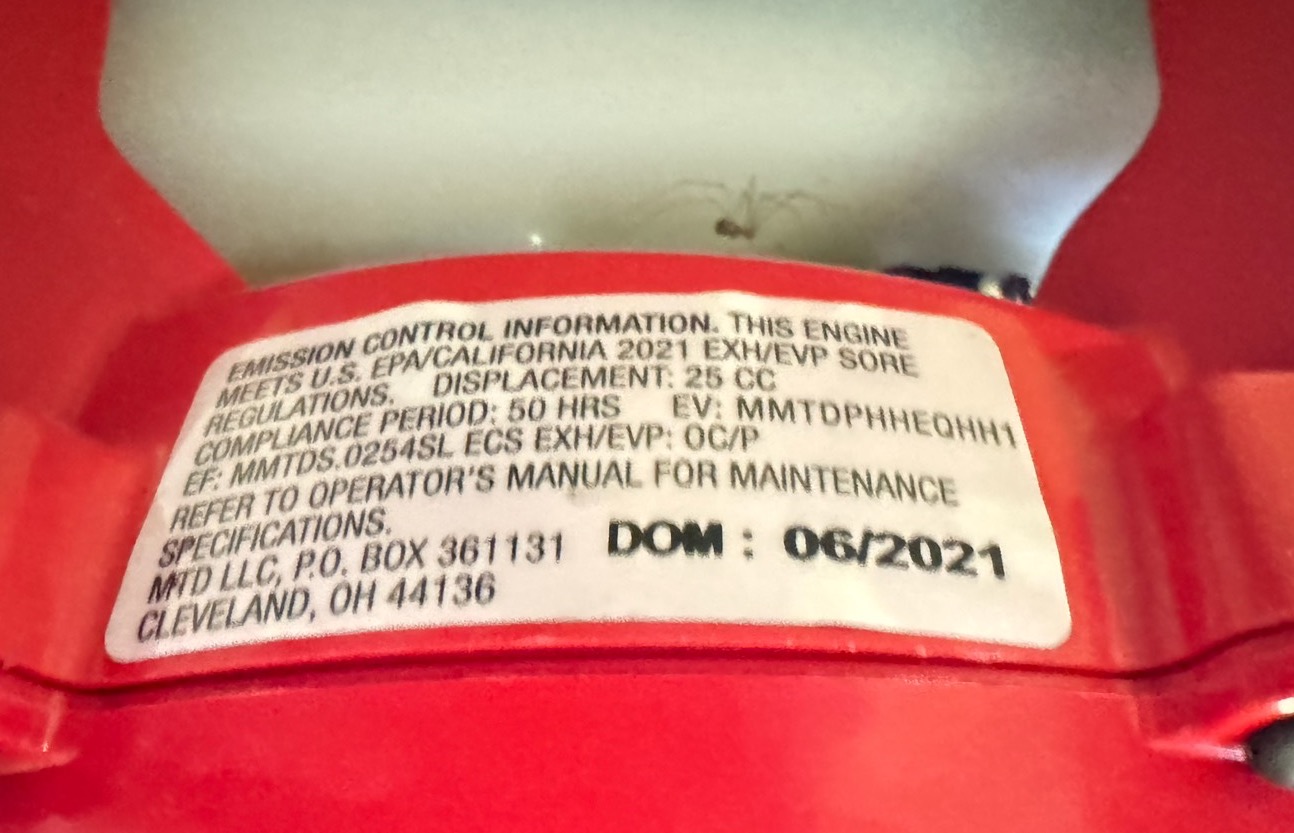 EMISSION CONTROL INFORMATION. THIS ENGINE
MEETS U.S. EPA/CALIFORNIA 2021 EXH/EVP SORE
REGULATIONS. DISPLACEMENT: 25 CC
COMPLIANCE PERIOD: 50 HRS EV: MMTDPHHEQHH1
EF: MMTDS.0254SL ECS EXH/EVP: OC/P
REFER TO OPERATOR'S MANUAL FOR MAINTENANCE
SPECIFICATIONS.
MTD LLC, P.O. BOX 361131 DOM : 06/2021
CLEVELAND, OH 44136